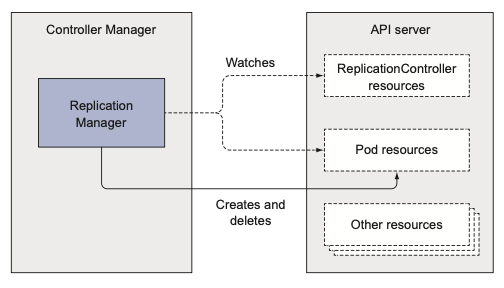 Controller Manager
API server
Watches
ReplicationController
resources
Replication
Manager
Pod resources
Creates and
deletes
Other resources